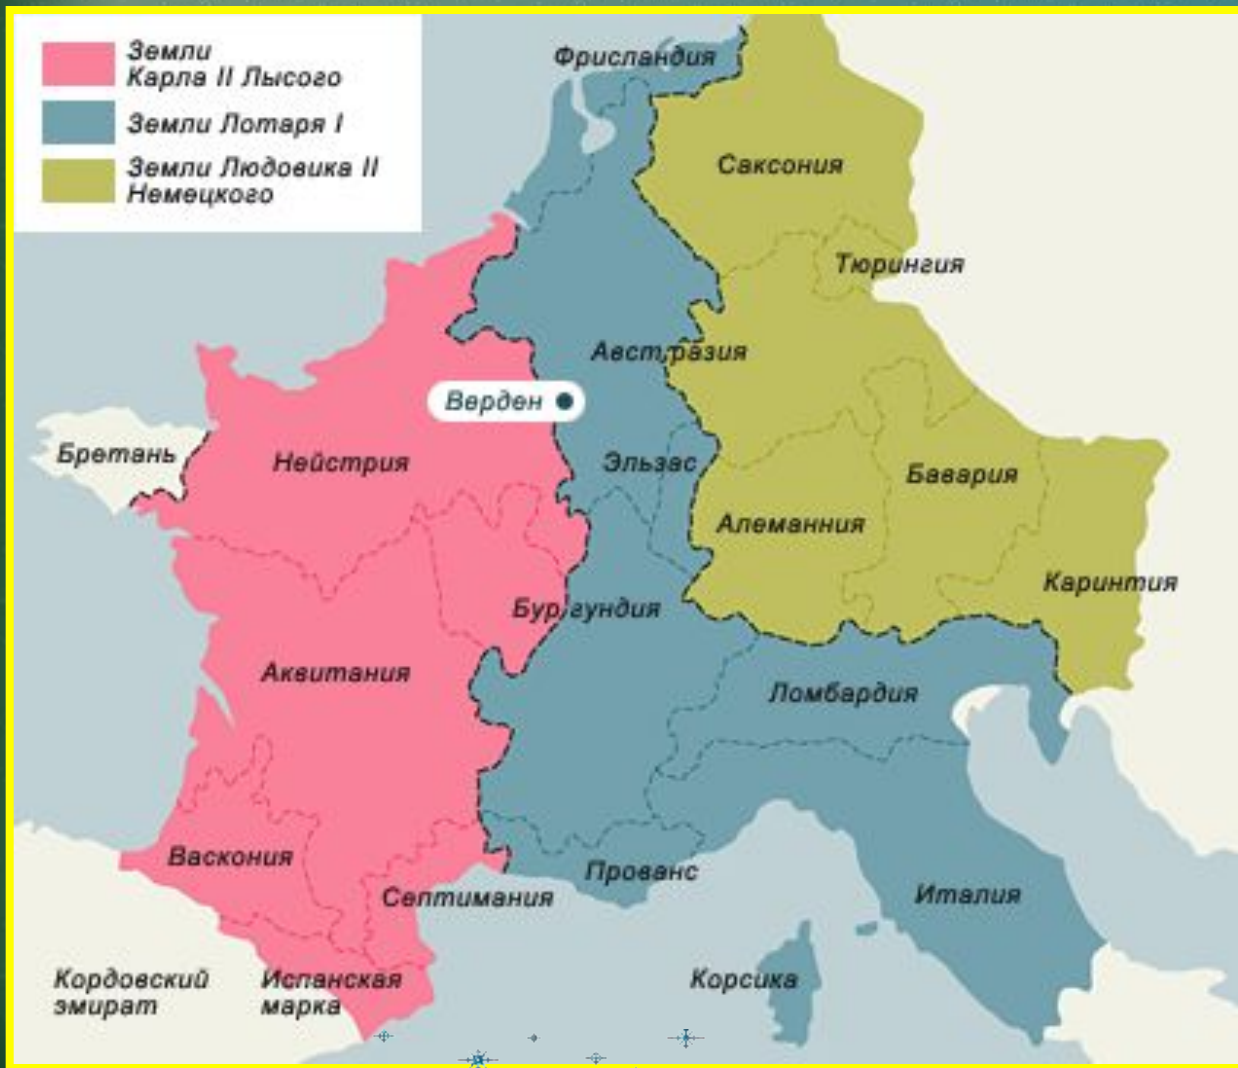 Земли
Карла II Лысого
Земли Лотаря I
Земли Людовика II
Немецкого
Фрисландия
Саксония
Тюрингия
Австразия
Верден
Бретань
Нейстрия
Эльзас
Бавария
Алеманния
Каринтия
Бургундия
Аквитания
Ломбардия
Васкония
Прованс
Септимания
Италия
Кордовский
эмират
Испанская
марка
Корсика